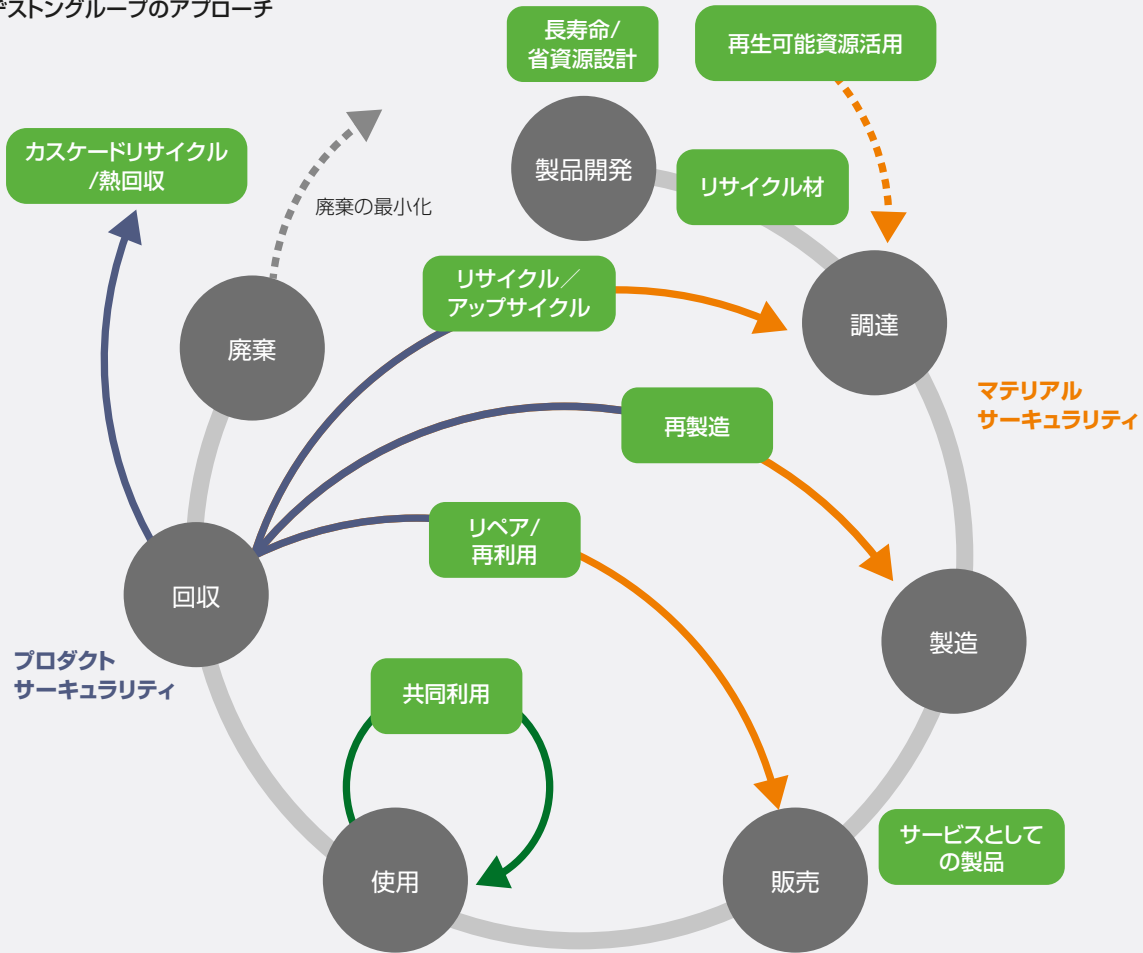 デストングループのアプローチ
長寿命/
省資源設計
再生可能資源活用
カスケードリサイクル
/熱回収
製品開発
リサイクル材
廃棄の最小化
リサイクル／
アップサイクル
調達
廃棄
マテリアル
サーキュラリティ
再製造
リペア/
再利用
回収
製造
プロダクト
サーキュラリティ
共同利用
サービスとして
の製品
使用
販売